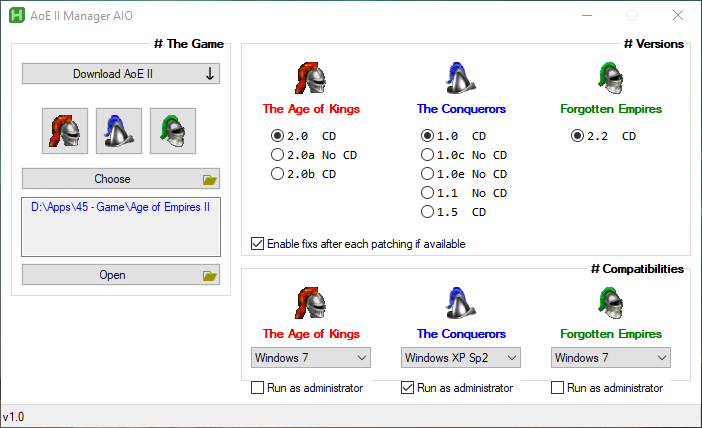 AoE II Manager AIO
# The Game
Download AoE II
Choose
D:\Apps\45 - Game\Age of Empires II
Open
# Versions
The Age of Kings
The Conquerors
Forgotten Empires
2.0 CD
1.0 CD
2.2 CD
2.0a No CD
1.0c No CD
2.0b CD
1.0e No CD
1.1 No CD
1.5 CD
Enable fixs after each patching if available
# Compatibilities
The Age of Kings
The Conquerors
Forgotten Empires
Windows 7
Windows XP Sp2
Windows 7
Run as administrator
Run as administrator
Run as administrator
v1.0